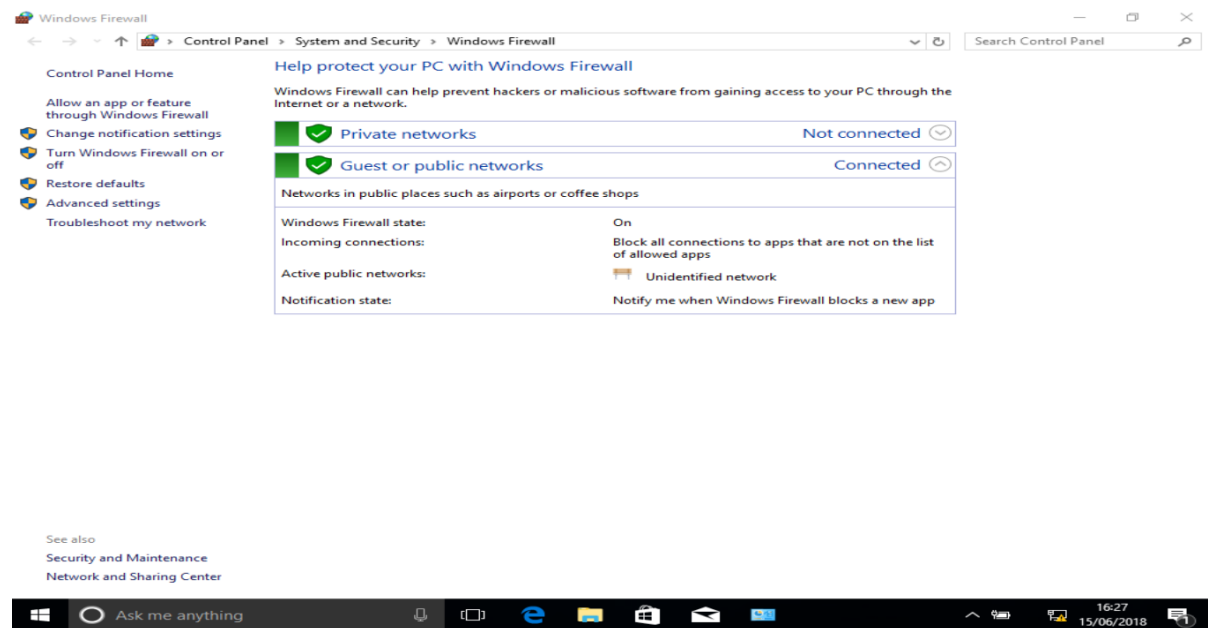 Windows Firewall
Control Panel > System and Security > Windows Firewall
Search Control Panel
Control Panel Home
Allow an app or feature
through Windows Firewall
Change notification settings
Turn Windows Firewall on or
off
Restore defaults
Advanced settings
Troubleshoot my network
Help protect your PC with Windows Firewall
Windows Firewall can help prevent hackers or malicious software from gaining access to your PC through the
Internet or a network.
Private networks Not connected
Guest or public networks Connected
Networks in public places such as airports or coffee shops
Windows Firewall state: On
Incoming connections: Block all connections to apps that are not on the list
of allowed apps
Active public networks: Unidentified network
Notification state: Notify me when Windows Firewall blocks a new app
See also
Security and Maintenance
Network and Sharing Center
Ask me anything
16:27
15/06/2018
1